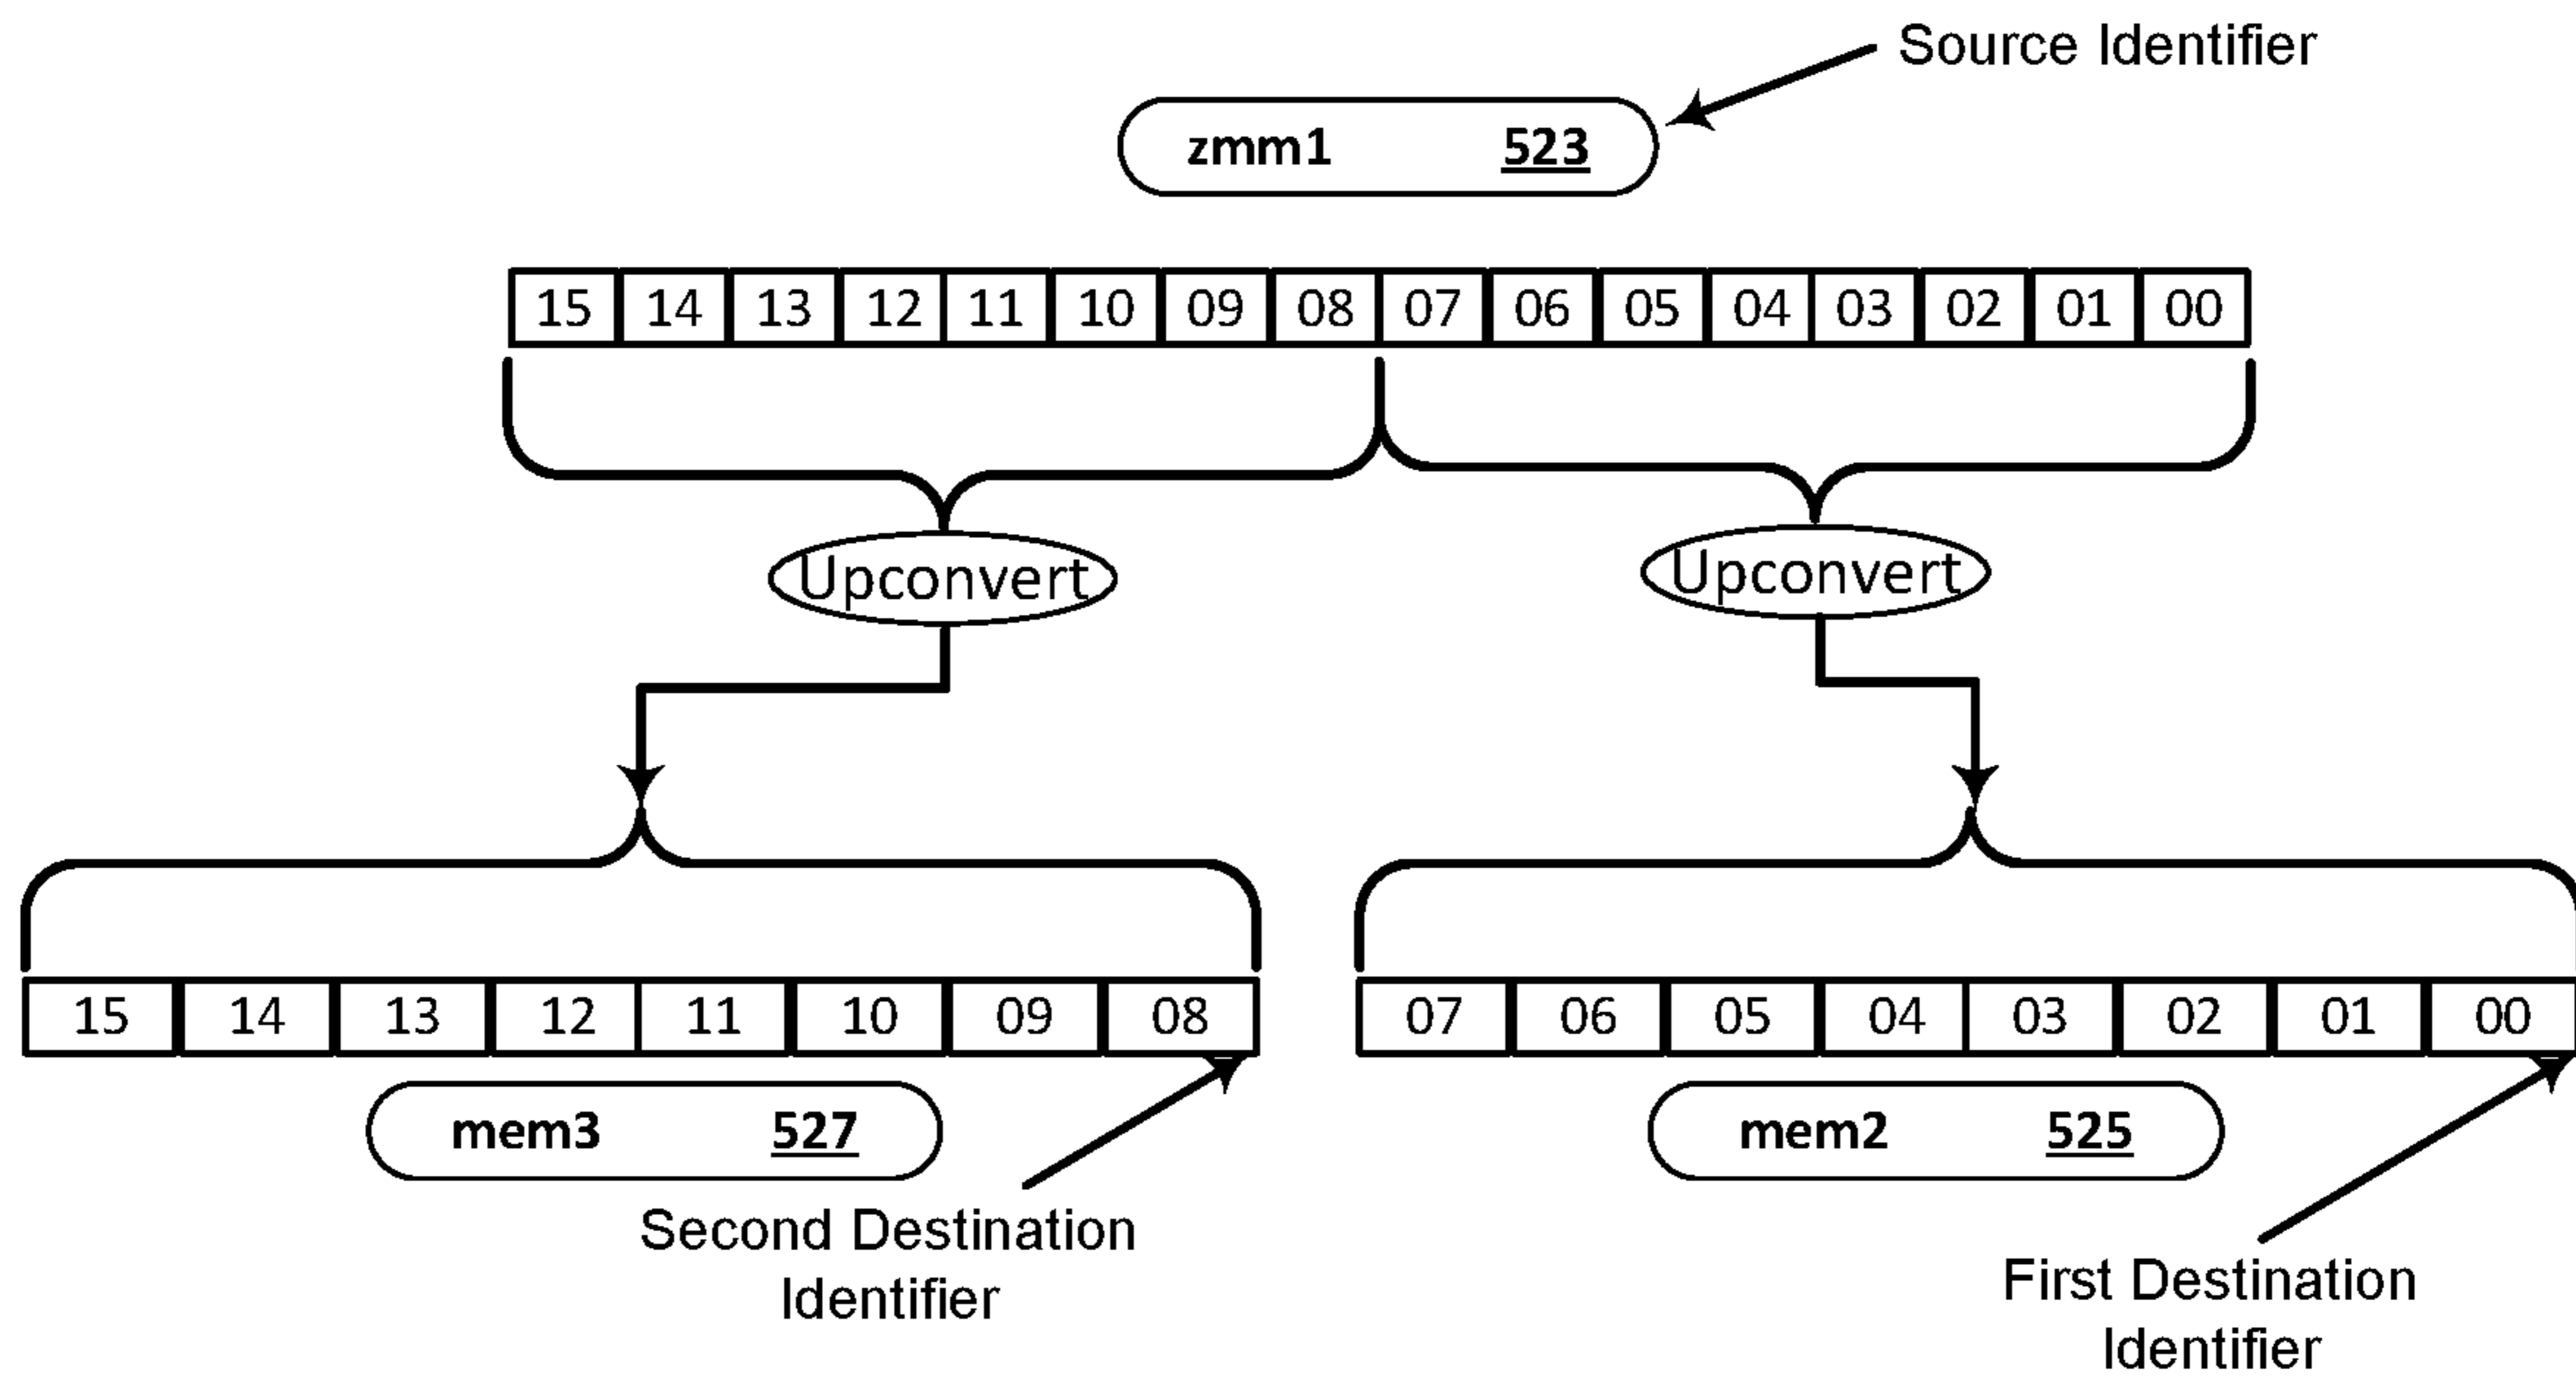 Source Identifier
zmm1 523
15 14 13 12 11 10 09 08 07 06 05 04 03 02 01 00
Upconvert Upconvert
15 14 13 12 11 10 09 08 07 06 05 04 03 02 01 00
mem3 527 mem2 525
Second Destination
Identifier
First Destination
Identifier